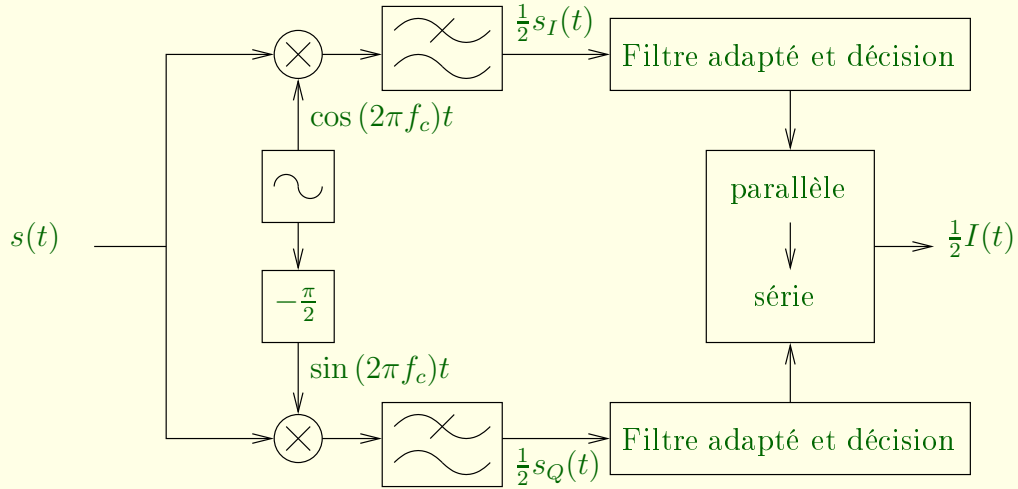 ½s_I(t)
Filtre adapté et décision
cos (2πf_c)t
parallèle
s(t)
½I(t)
−π/2
série
sin (2πf_c)t
½s_Q(t)
Filtre adapté et décision